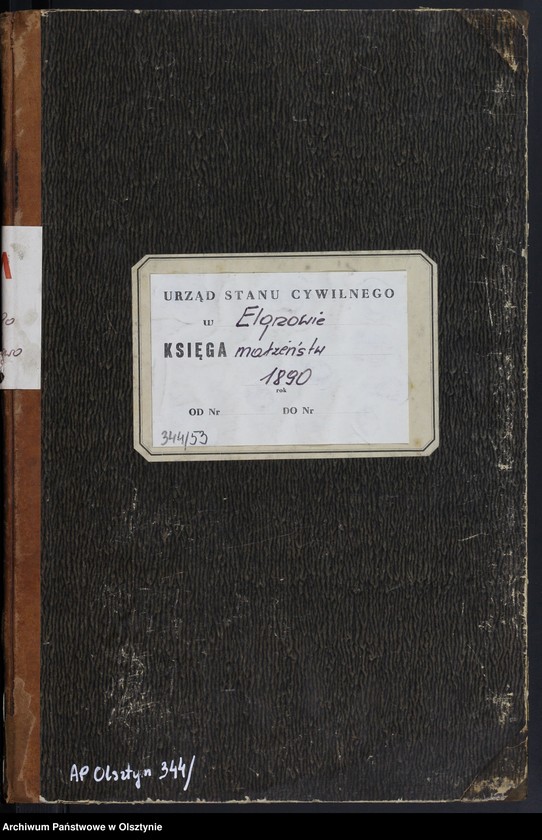 URZĄD STANU CYWILNEGO
w Elgnowie
KSIĘGA małżeństw
1890
rok
OD Nr DO Nr
344/53
AP Olsztyn 344/
Archiwum Państwowe w Olsztynie